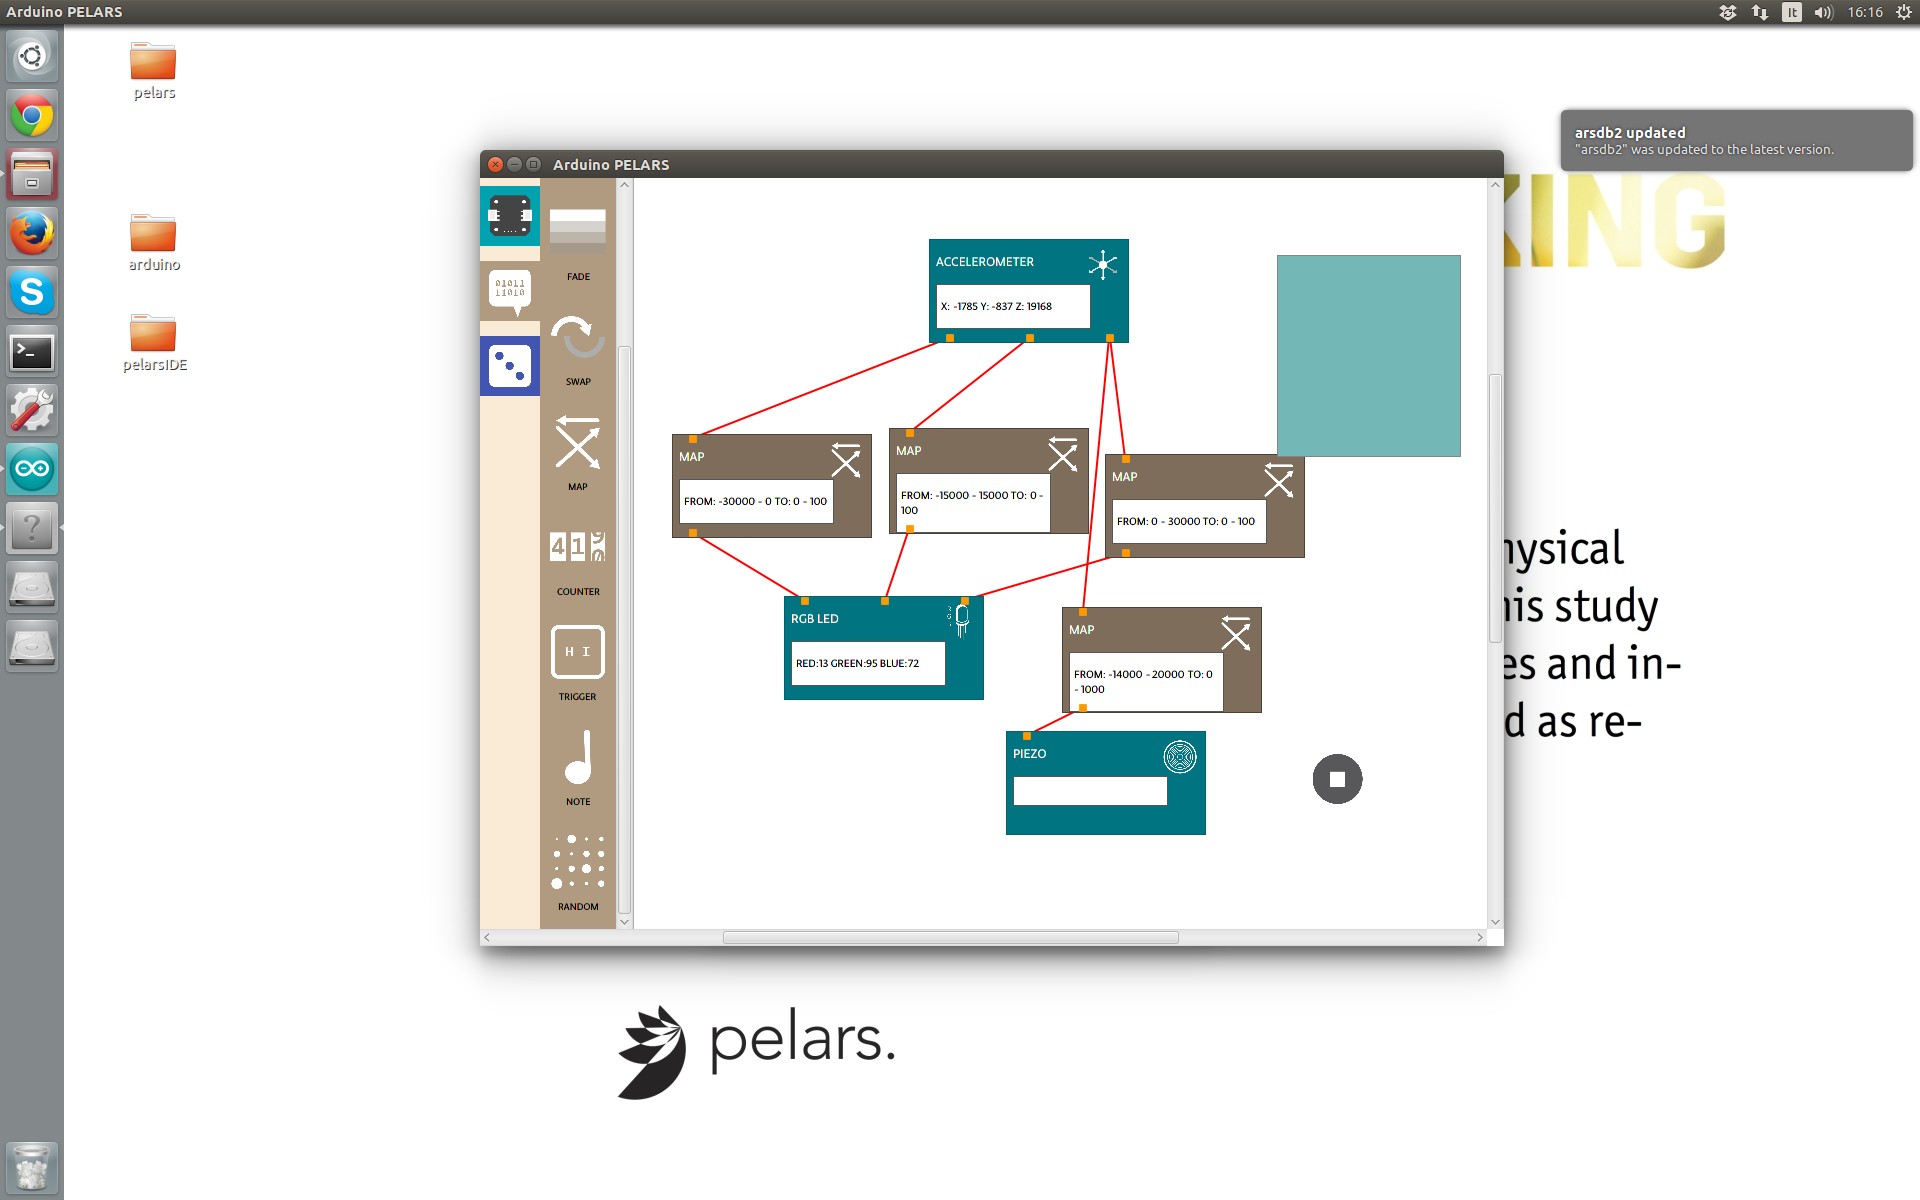 Arduino PELARS
It
16:16
pelars
arsdb2 updated
"arsdb2" was updated to the latest version.
Arduino PELARS
KING
arduino
pelarsIDE
01011
11010
FADE
SWAP
MAP
41
COUNTER
H I
TRIGGER
NOTE
RANDOM
ACCELEROMETER
X: -1785 Y: -837 Z: 19168
MAP
FROM: -30000 - 0 TO: 0 - 100
MAP
FROM: -15000 - 15000 TO: 0 -
100
MAP
FROM: 0 - 30000 TO: 0 - 100
RGB LED
RED:13 GREEN:95 BLUE:72
MAP
FROM: -14000 - 20000 TO: 0
- 1000
PIEZO
hysical
his study
es and in-
d as re-
pelars.